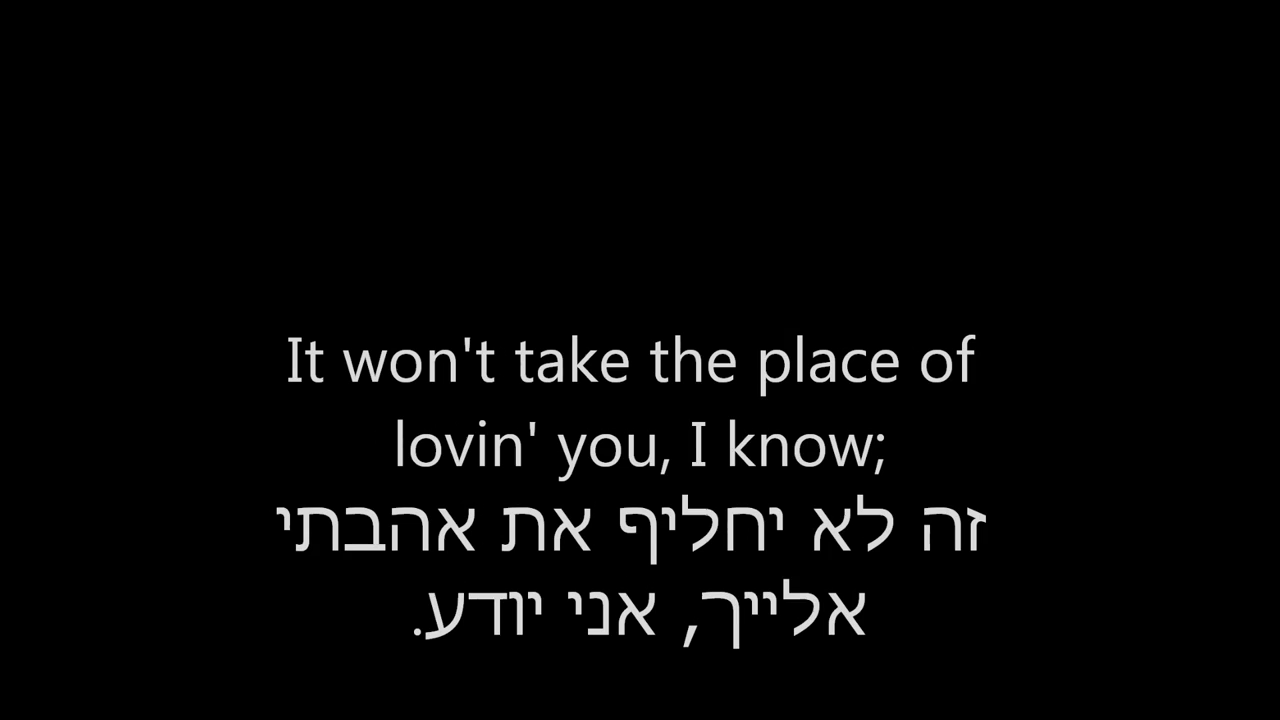 It won't take the place of
lovin' you, I know;
זה לא יחליף את אהבתי
אלייך, אני יודע.